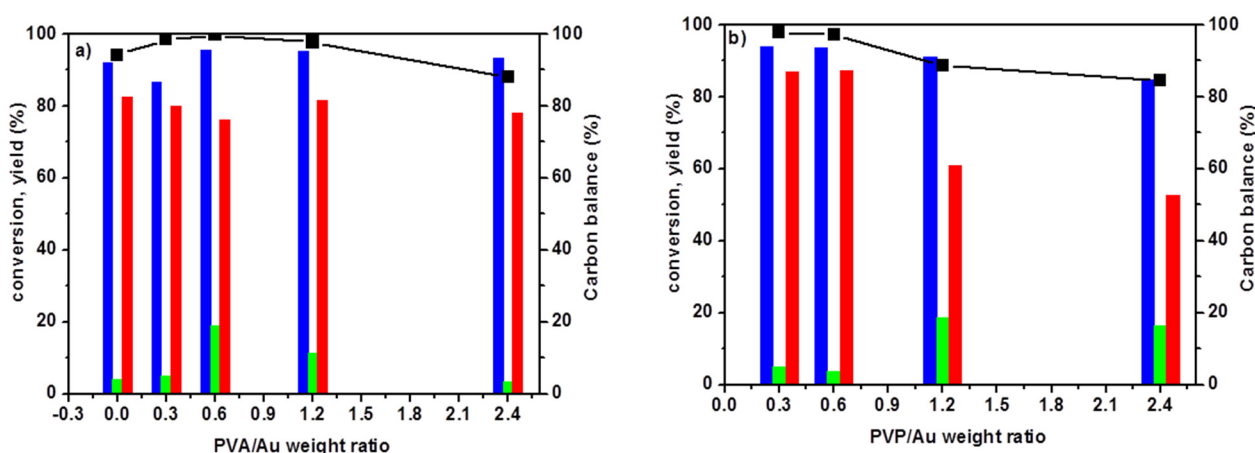 a)
100
80
60
40
20
0
conversion, yield (%)
100
80
60
40
20
0
Carbon balance (%)
-0.3 0.0 0.3 0.6 0.9 1.2 1.5 1.8 2.1 2.4
PVA/Au weight ratio
b)
100
80
60
40
20
0
conversion, yield (%)
100
80
60
40
20
0
Carbon balance (%)
0.0 0.3 0.6 0.9 1.2 1.5 1.8 2.1 2.4
PVP/Au weight ratio